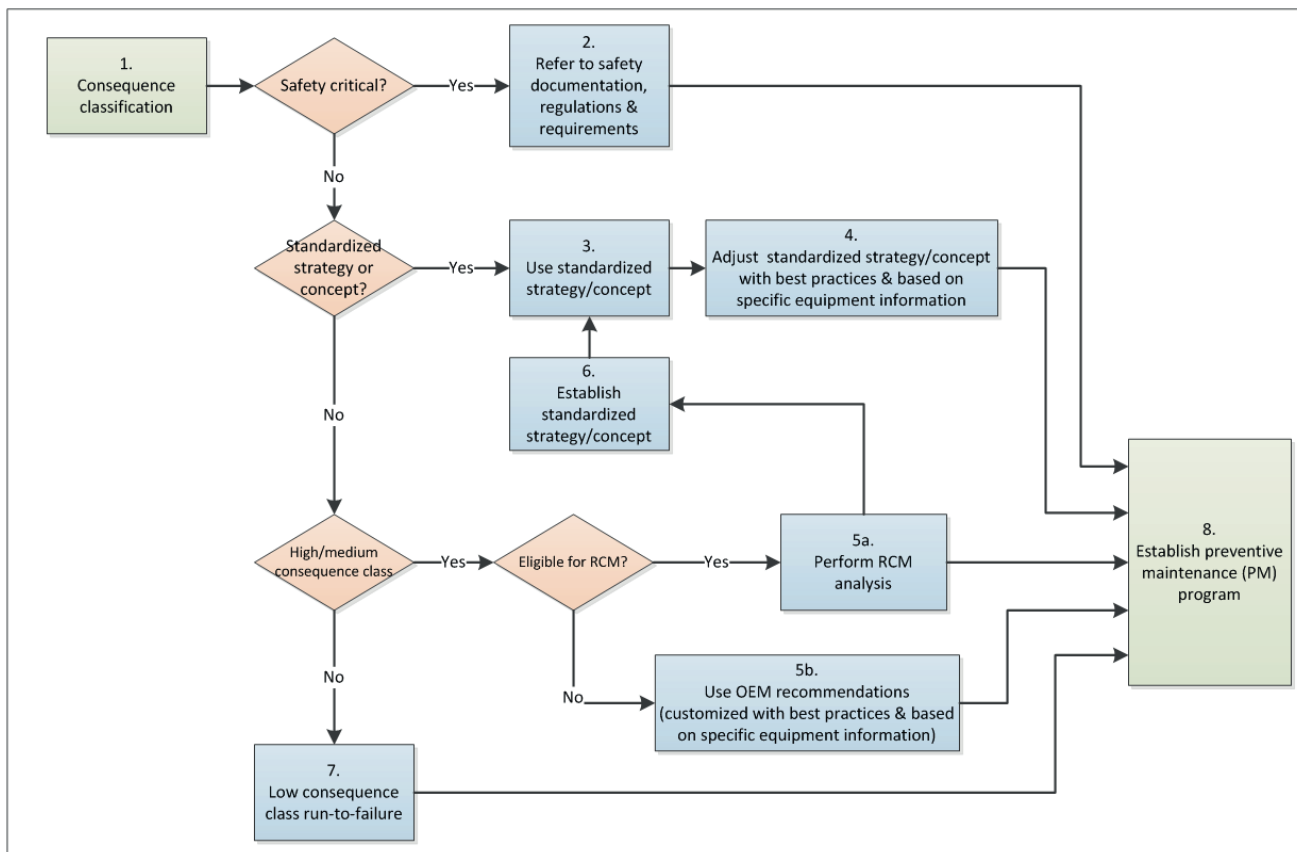 1.
Consequence
classification
Safety critical?
Yes
2.
Refer to safety
documentation,
regulations &
requirements
No
Standardized
strategy or
concept?
Yes
3.
Use standardized
strategy/concept
4.
Adjust standardized strategy/concept
with best practices & based on
specific equipment information
6.
Establish
standardized
strategy/concept
No
High/medium
consequence class
Yes
Eligible for RCM?
Yes
5a.
Perform RCM
analysis
8.
Establish preventive
maintenance (PM)
program
No
No
5b.
Use OEM recommendations
(customized with best practices & based
on specific equipment information)
7.
Low consequence
class run-to-failure